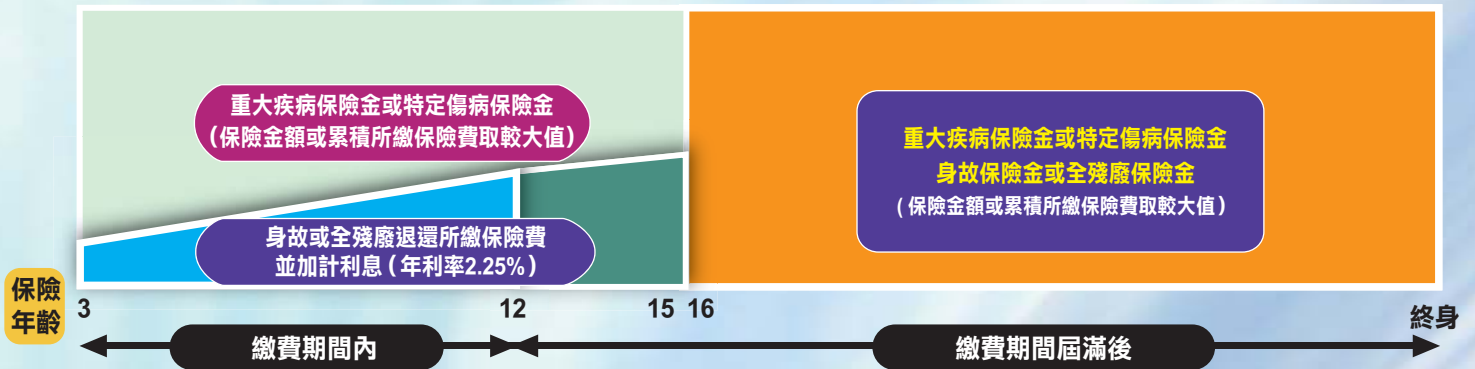 重大疾病保險金或特定傷病保險金
（保險金額或累積所繳保險費取較大值）
身故或全殘廢退還所繳保險費
並加計利息（年利率2.25%）
重大疾病保險金或特定傷病保險金
身故保險金或全殘廢保險金
（保險金額或累積所繳保險費取較大值）
保險
年齡
3
12
15
16
終身
繳費期間內
繳費期間屆滿後